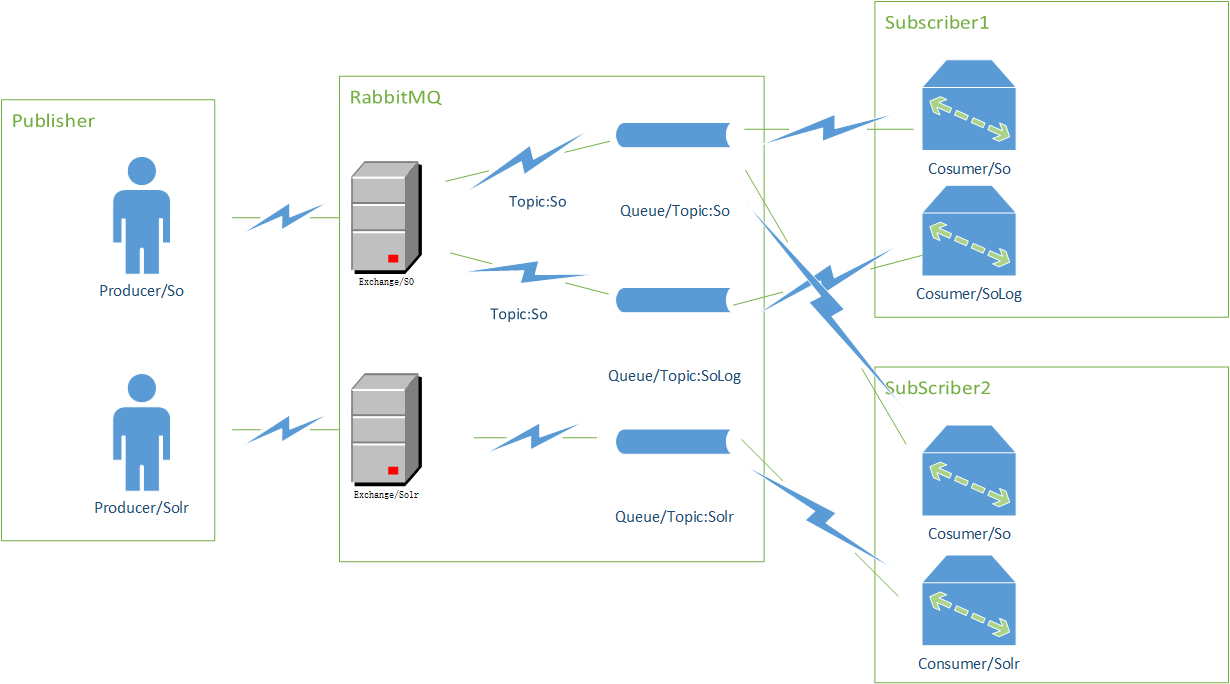 Publisher
Producer/So
Producer/Solr
RabbitMQ
Exchange/SO
Topic:So
Queue/Topic:So
Topic:So
Queue/Topic:SoLog
Exchange/Solr
Queue/Topic:Solr
Subscriber1
Cosumer/So
Cosumer/SoLog
SubScriber2
Cosumer/So
Consumer/Solr